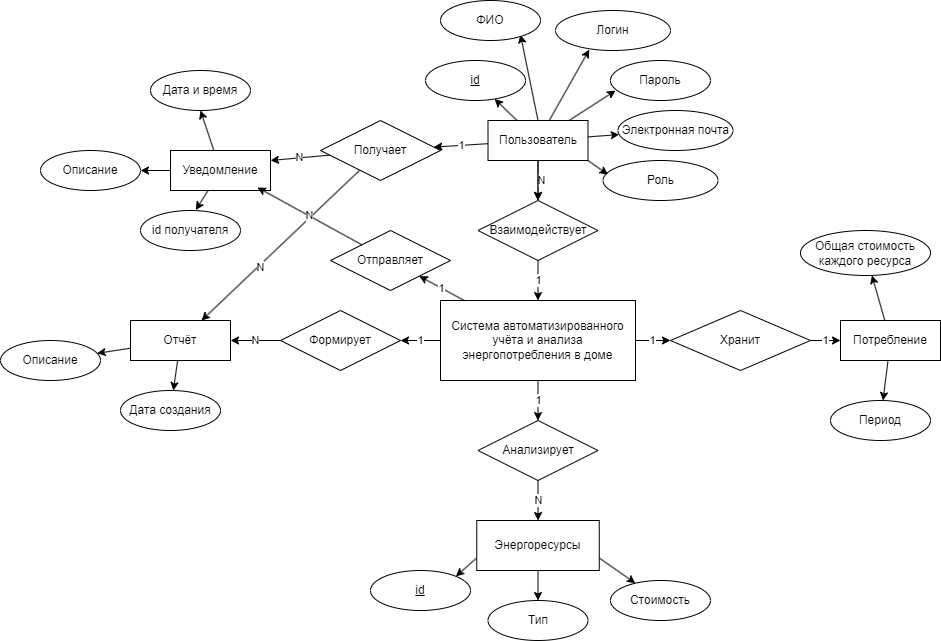 ФИО
Логин
id
Пароль
Дата и время
Электронная почта
Пользователь
1
Получает
N
Уведомление
Описание
Роль
N
id получателя
N
Взаимодействует
Отправляет
Общая стоимость
каждого ресурса
N
1
1
Система автоматизированного
учёта и анализа
энергопотребления в доме
Отчёт
N
Формирует
1
1
Хранит
1
Потребление
Описание
Дата создания
1
Период
Анализирует
N
Энергоресурсы
id
Тип
Стоимость